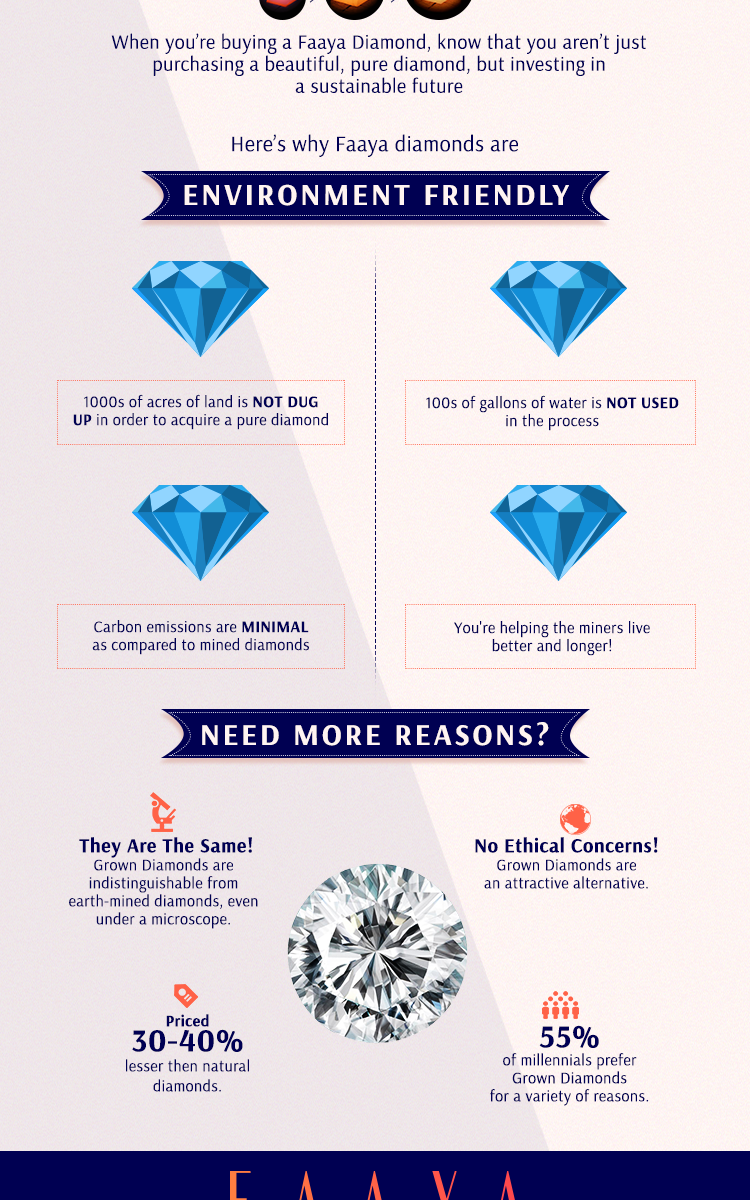 When you’re buying a Faaya Diamond, know that you aren’t just
purchasing a beautiful, pure diamond, but investing in
a sustainable future
Here’s why Faaya diamonds are
ENVIRONMENT FRIENDLY
1000s of acres of land is NOT DUG
UP in order to acquire a pure diamond
100s of gallons of water is NOT USED
in the process
Carbon emissions are MINIMAL
as compared to mined diamonds
You're helping the miners live
better and longer!
NEED MORE REASONS?
They Are The Same!
Grown Diamonds are
indistinguishable from
earth-mined diamonds, even
under a microscope.
No Ethical Concerns!
Grown Diamonds are
an attractive alternative.
Priced
30-40%
lesser then natural
diamonds.
55%
of millennials prefer
Grown Diamonds
for a variety of reasons.
FAAYA